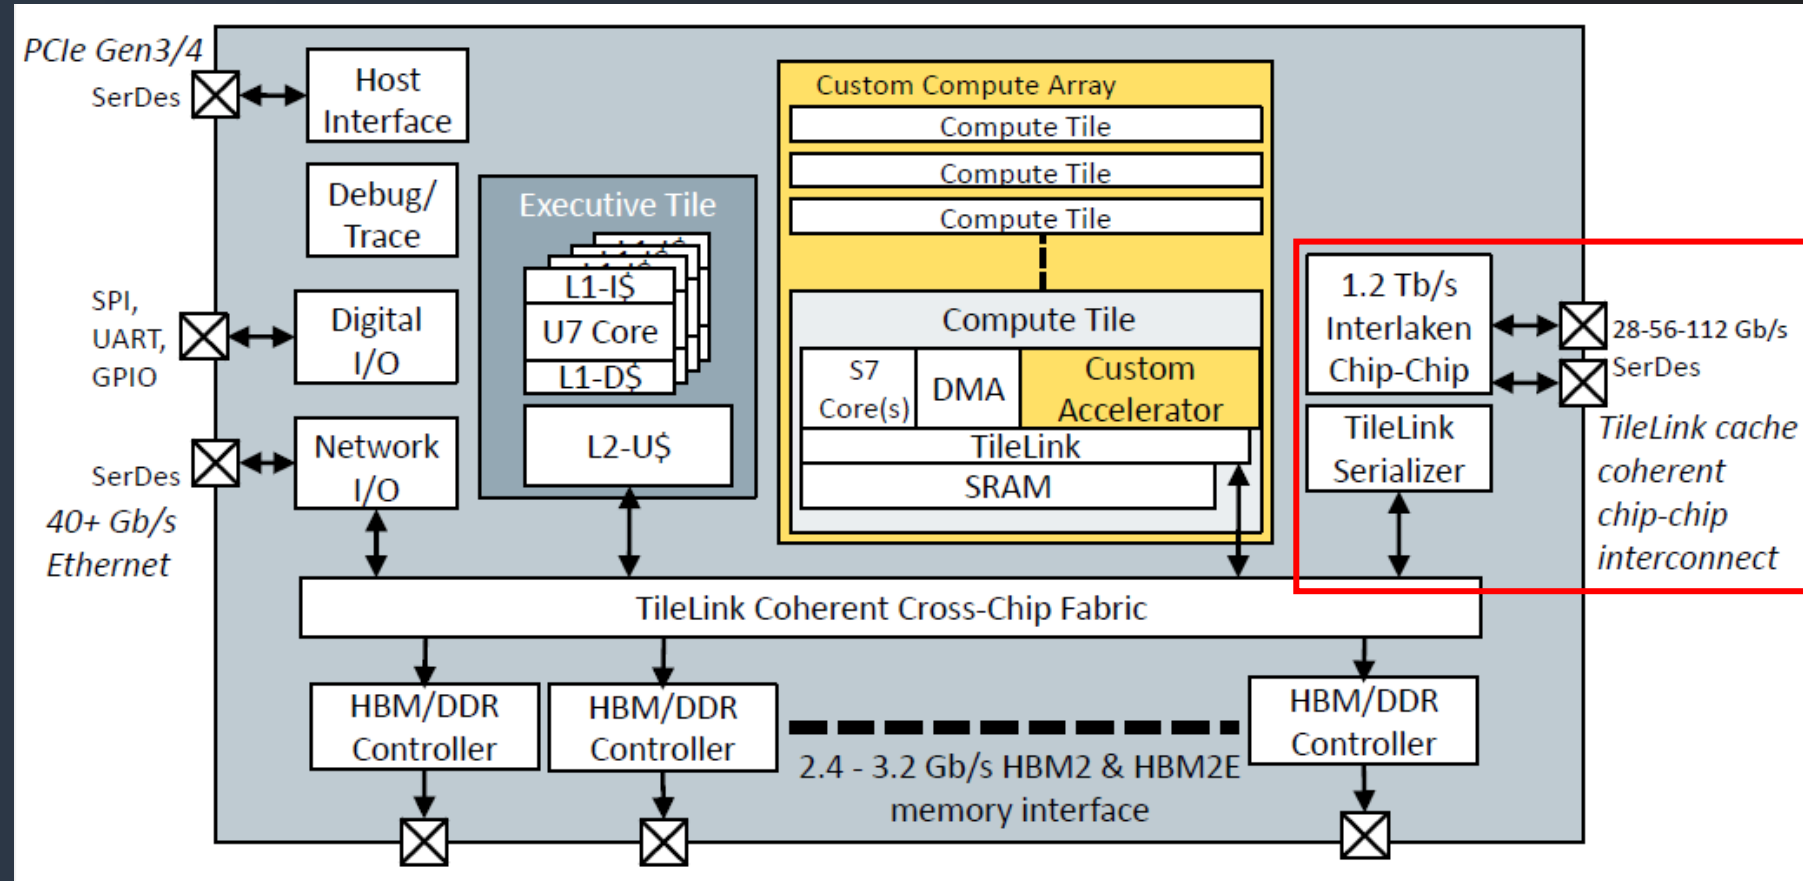 PCIe Gen3/4
SerDes
Host
Interface
Debug/
Trace
SPI,
UART,
GPIO
Digital
I/O
Network
I/O
SerDes
40+ Gb/s
Ethernet
Executive Tile
L1-I$
U7 Core
L1-D$
L2-U$
Custom Compute Array
Compute Tile
Compute Tile
Compute Tile
Compute Tile
S7
Core(s)
DMA
Custom
Accelerator
TileLink
SRAM
1.2 Tb/s
Interlaken
Chip-Chip
TileLink
Serializer
28-56-112 Gb/s
SerDes
TileLink cache
coherent
chip-chip
interconnect
TileLink Coherent Cross-Chip Fabric
HBM/DDR
Controller
HBM/DDR
Controller
2.4 - 3.2 Gb/s HBM2 & HBM2E
memory interface
HBM/DDR
Controller